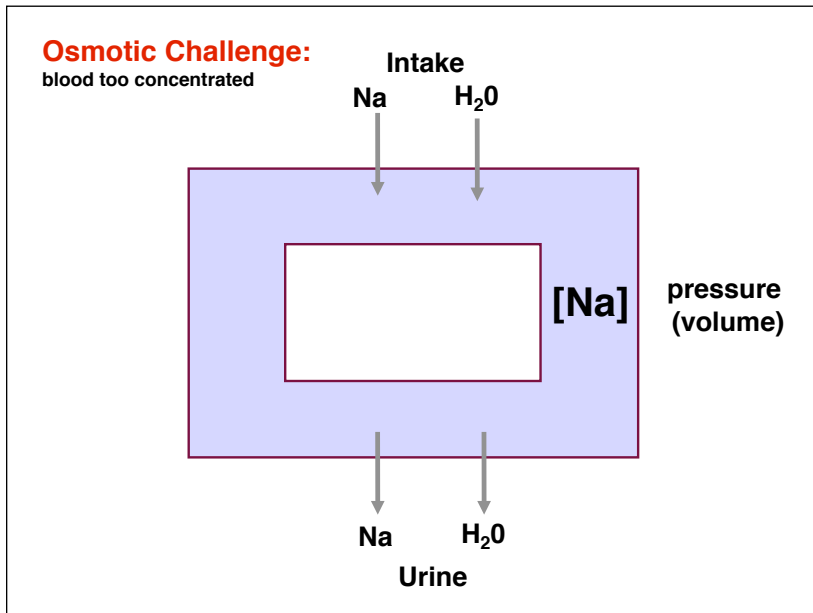 Osmotic Challenge:
blood too concentrated
Intake
Na H₂0
[Na]
pressure
(volume)
Na H₂0
Urine